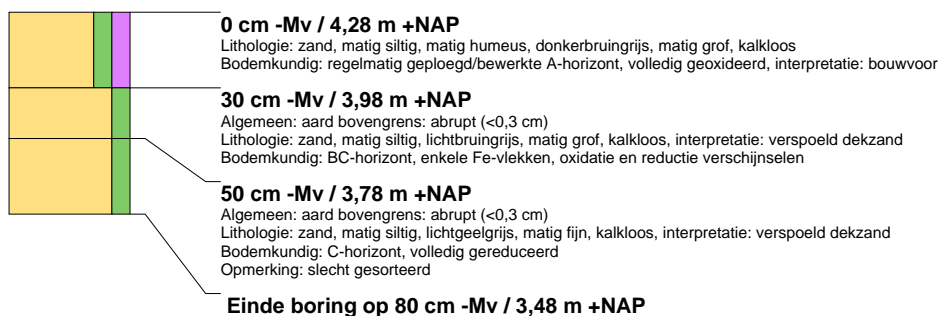 0 cm -Mv / 4,28 m +NAP
Lithologie: zand, matig siltig, matig humeus, donkerbruingrijs, matig grof, kalkloos
Bodemkundig: regelmatig geploegd/bewerkte A-horizont, volledig geoxideerd, interpretatie: bouwvoor
30 cm -Mv / 3,98 m +NAP
Algemeen: aard bovengrens: abrupt (<0,3 cm)
Lithologie: zand, matig siltig, lichtbruingrijs, matig grof, kalkloos, interpretatie: verspoeld dekzand
Bodemkundig: BC-horizont, enkele Fe-vlekken, oxidatie en reductie verschijnselen
50 cm -Mv / 3,78 m +NAP
Algemeen: aard bovengrens: abrupt (<0,3 cm)
Lithologie: zand, matig siltig, lichtgeelgrijs, matig fijn, kalkloos, interpretatie: verspoeld dekzand
Bodemkundig: C-horizont, volledig gereduceerd
Opmerking: slecht gesorteerd
Einde boring op 80 cm -Mv / 3,48 m +NAP